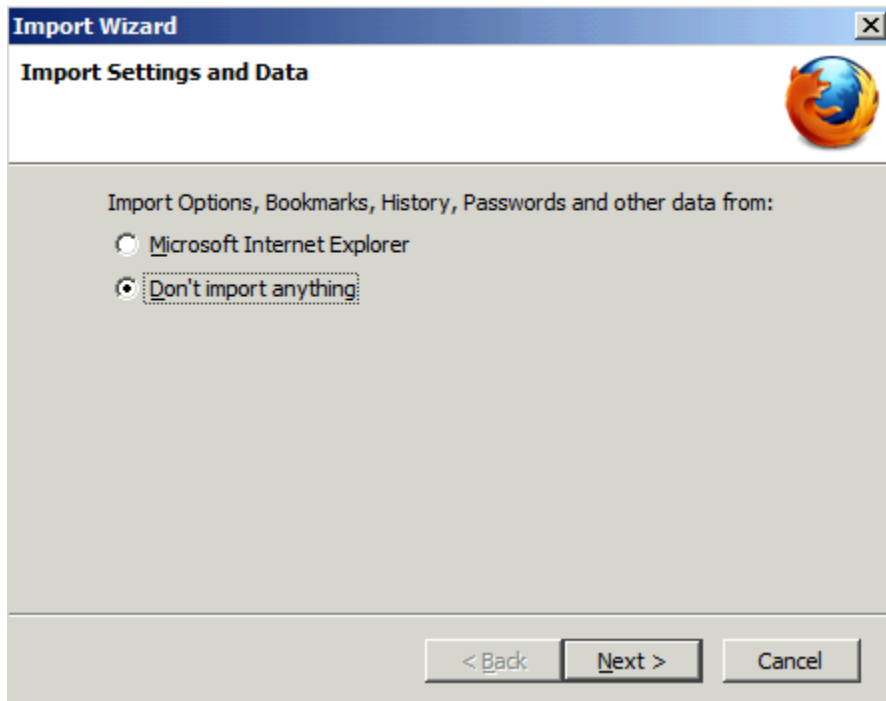 Import Wizard
Import Settings and Data
Import Options, Bookmarks, History, Passwords and other data from:
Microsoft Internet Explorer
Don't import anything
< Back Next > Cancel